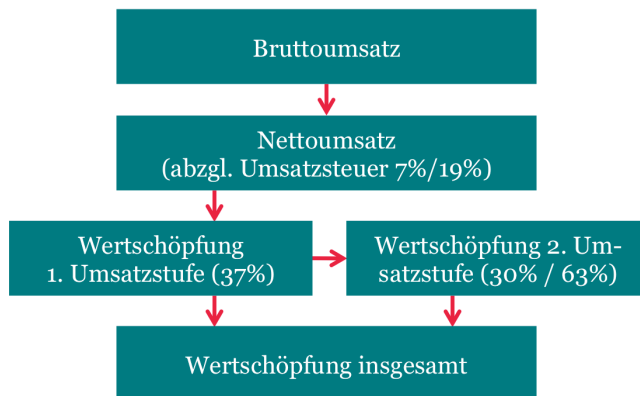 Bruttoumsatz
Nettoumsatz
(abzgl. Umsatzsteuer 7%/19%)
Wertschöpfung
1. Umsatzstufe (37%)
Wertschöpfung 2. Um-
satzstufe (30% / 63%)
Wertschöpfung insgesamt